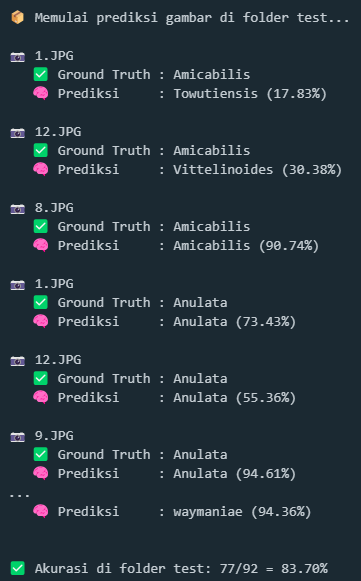 📦 Memulai prediksi gambar di folder test...
📷 1.JPG
✅ Ground Truth : Amicabilis
🧠 Prediksi : Towutiensis (17.83%)
📷 12.JPG
✅ Ground Truth : Amicabilis
🧠 Prediksi : Vittelinoides (30.38%)
📷 8.JPG
✅ Ground Truth : Amicabilis
🧠 Prediksi : Amicabilis (90.74%)
📷 1.JPG
✅ Ground Truth : Anulata
🧠 Prediksi : Anulata (73.43%)
📷 12.JPG
✅ Ground Truth : Anulata
🧠 Prediksi : Anulata (55.36%)
📷 9.JPG
✅ Ground Truth : Anulata
🧠 Prediksi : Anulata (94.61%)
...
🧠 Prediksi : waymaniae (94.36%)
✅ Akurasi di folder test: 77/92 = 83.70%